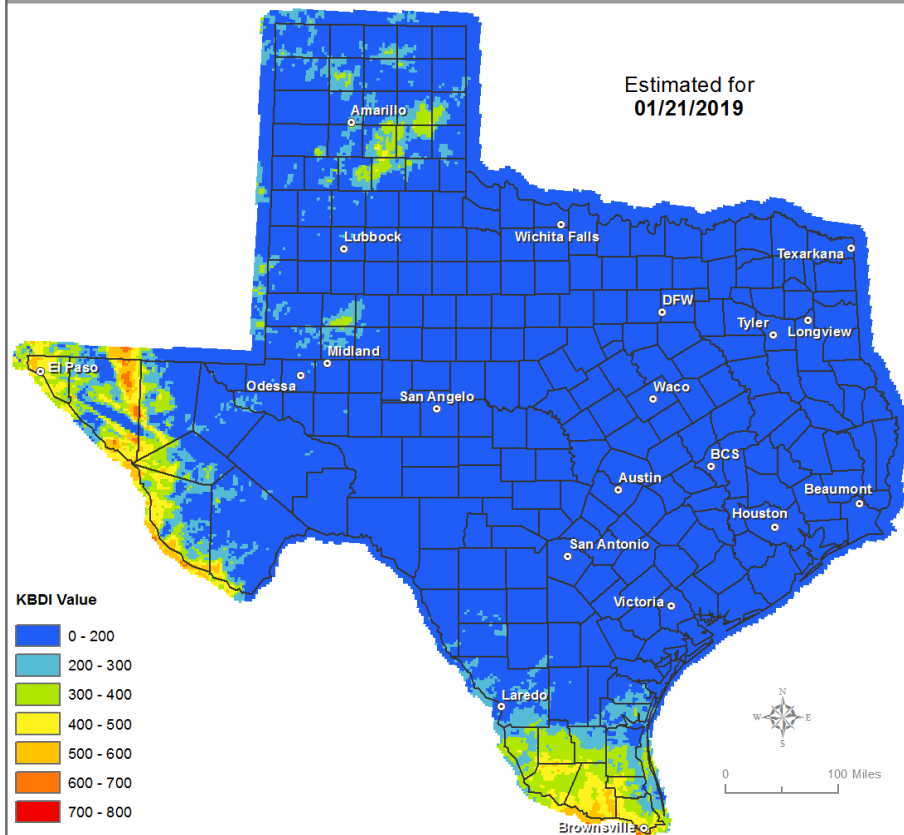 Estimated for
01/21/2019
Amarillo
Lubbock
Wichita Falls
Texarkana
DFW
Tyler
Longview
Midland
El Paso
Odessa
San Angelo
Waco
BCS
Austin
Beaumont
Houston
San Antonio
Victoria
KBDI Value
0 - 200
200 - 300
300 - 400
400 - 500
500 - 600
600 - 700
700 - 800
Laredo
N
W E
S
0 100 Miles
Brownsville